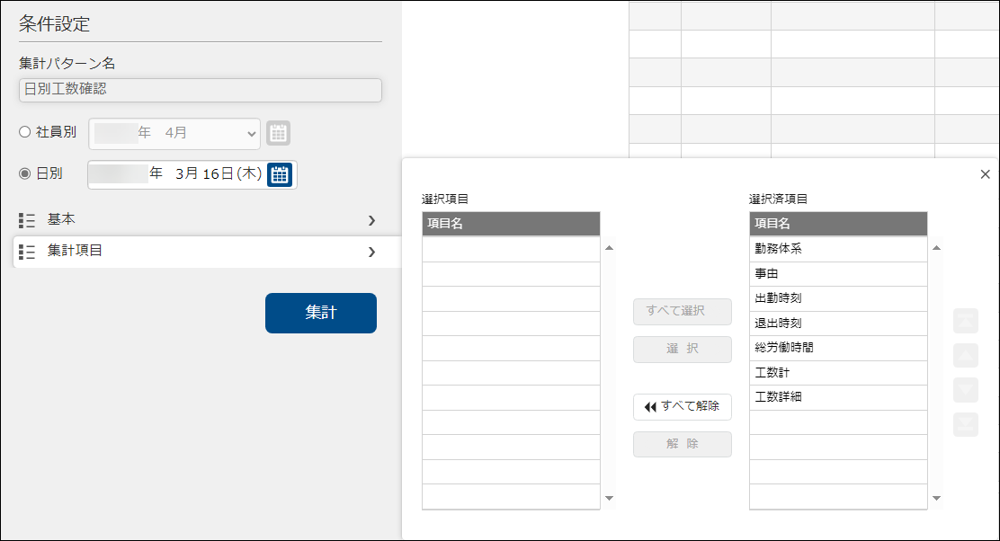 条件設定
集計パターン名
日別工数確認
社員別 年 4月
日別 年 3月 16日(木)
基本
集計項目
集計
選択項目
項目名
すべて選択
選 択
すべて解除
解 除
選択済項目
項目名
勤務体系
事由
出勤時刻
退出時刻
総労働時間
工数計
工数詳細